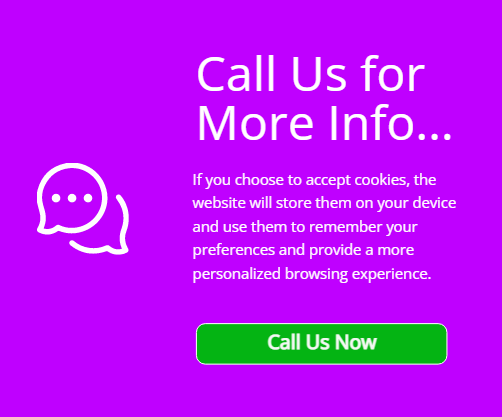 Call Us for
More Info...
If you choose to accept cookies, the
website will store them on your device
and use them to remember your
preferences and provide a more
personalized browsing experience.
Call Us Now